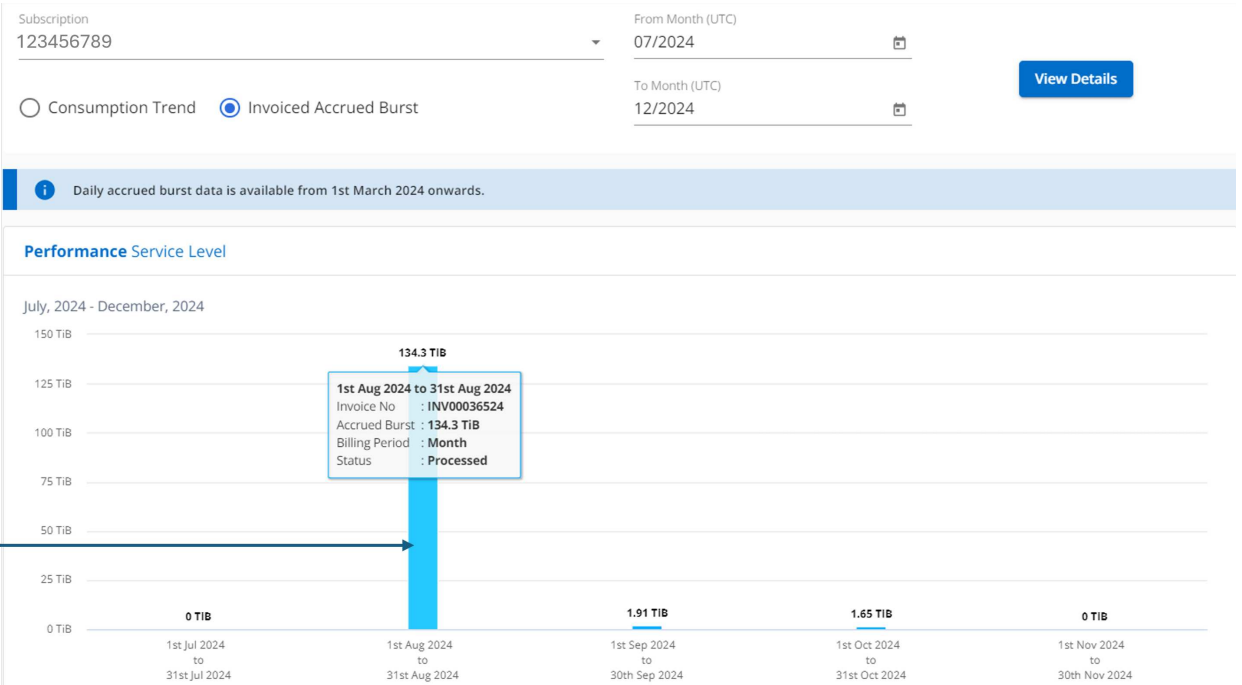 Subscription
123456789
From Month (UTC)
07/2024
View Details
To Month (UTC)
12/2024
Consumption Trend
Invoiced Accrued Burst
Daily accrued burst data is available from 1st March 2024 onwards.
Performance Service Level
July, 2024 - December, 2024
150 TiB
134.3 TIB
125 TiB
1st Aug 2024 to 31st Aug 2024
Invoice No : INV00036524
Accrued Burst : 134.3 TiB
Billing Period : Month
Status : Processed
100 TiB
75 TiB
50 TiB
25 TiB
0 TIB
1.91 TIB
1.65 TIB
0 TIB
0 TiB
1st Jul 2024
to
31st Jul 2024
1st Aug 2024
to
31st Aug 2024
1st Sep 2024
to
30th Sep 2024
1st Oct 2024
to
31st Oct 2024
1st Nov 2024
to
30th Nov 2024